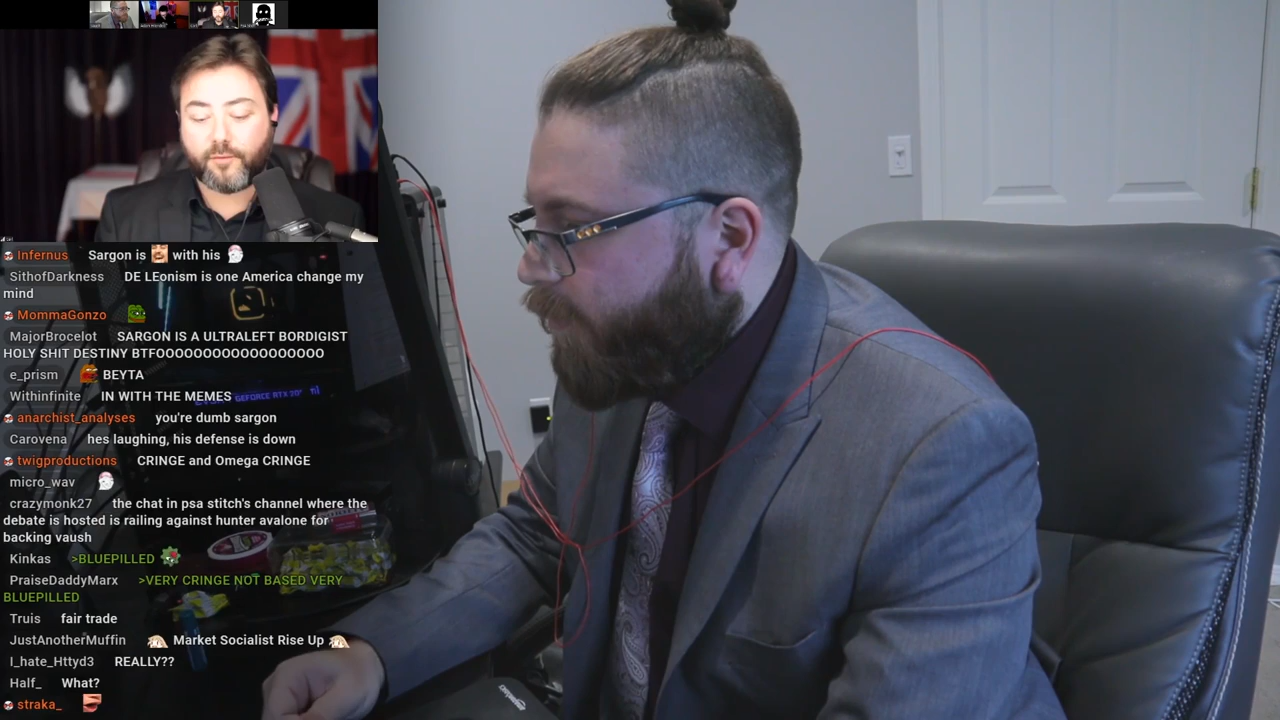 Infernus Sargon is with his
SithofDarkness DE LEonism is one America change my
mind
MommaGonzo
MajorBrocelot SARGON IS A ULTRALEFT BORDIGIST
HOLY SHIT DESTINY BTFOOOOOOOOOOOOOOOOOO
e_prism BEYTA
Withinfinite IN WITH THE MEMES
GEFORCE RTX
anarchist_analyses you're dumb sargon
Carovena hes laughing, his defense is down
twigproductions CRINGE and Omega CRINGE
micro_wav
crazymonk27 the chat in psa stitch's channel where the
debate is hosted is railing against hunter avalone for
backing vaush
Kinkas >BLUEPILLED
PraiseDaddyMarx >VERY CRINGE NOT BASED VERY
BLUEPILLED
Truis fair trade
JustAnotherMuffin Market Socialist Rise Up
I_hate_Httyd3 REALLY??
Half_ What?
straka_